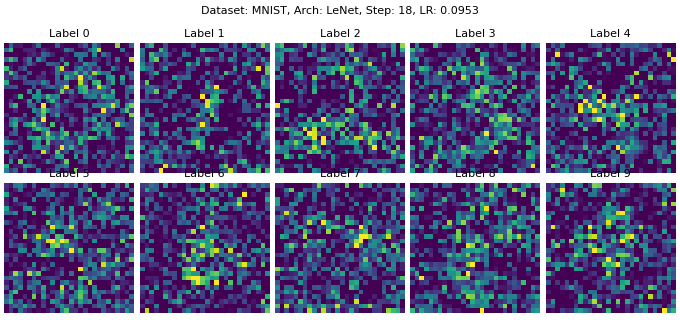 Dataset: MNIST, Arch: LeNet, Step: 18, LR: 0.0953
Label 0 Label 1 Label 2 Label 3 Label 4
Label 5 Label 6 Label 7 Label 8 Label 9